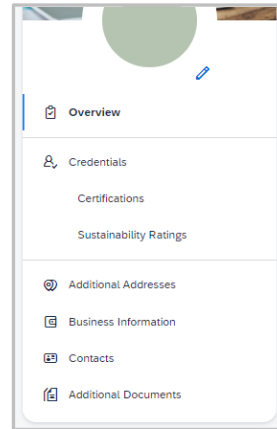 Overview
Credentials
Certifications
Sustainability Ratings
Additional Addresses
Business Information
Contacts
Additional Documents